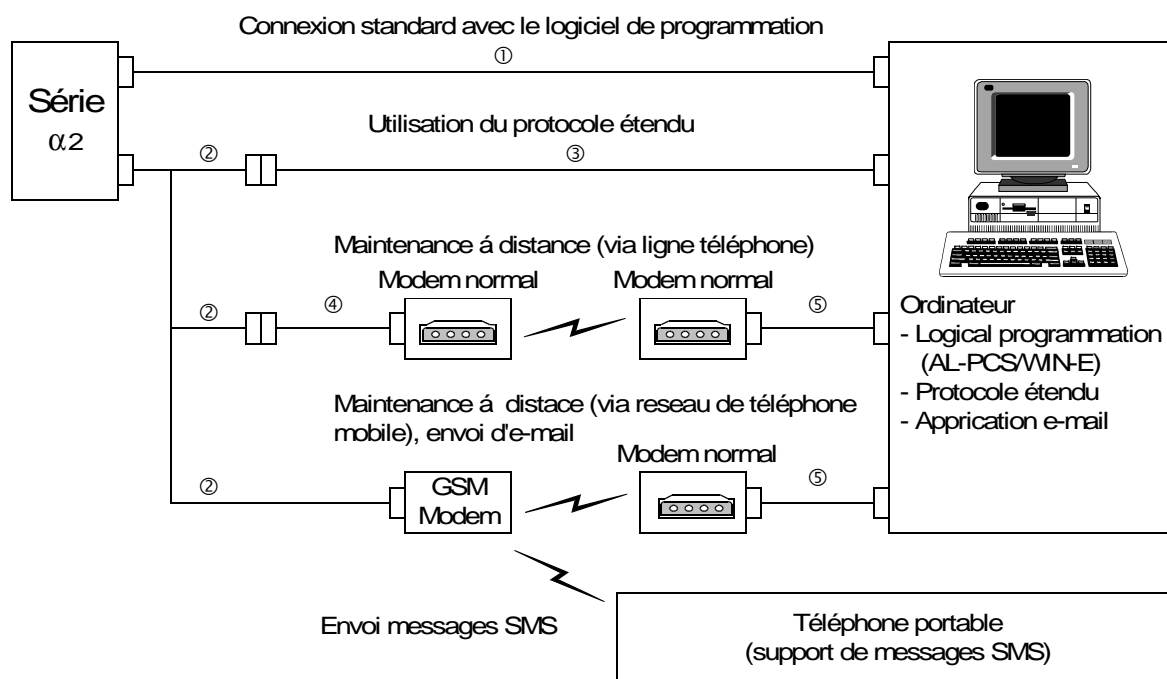 Connexion standard avec le logiciel de programmation
①
Série
α2
Utilisation du protocole étendu
②
③
Maintenance á distance (via ligne téléphone)
Modem normal
Modem normal
②
④
⑤
Ordinateur
- Logical programmation
(AL-PCS/WIN-E)
- Protocole étendu
- Apprication e-mail
Maintenance á distace (via reseau de téléphone
mobile), envoi d'e-mail
Modem normal
②
GSM
Modem
⑤
Envoi messages SMS
Téléphone portable
(support de messages SMS)